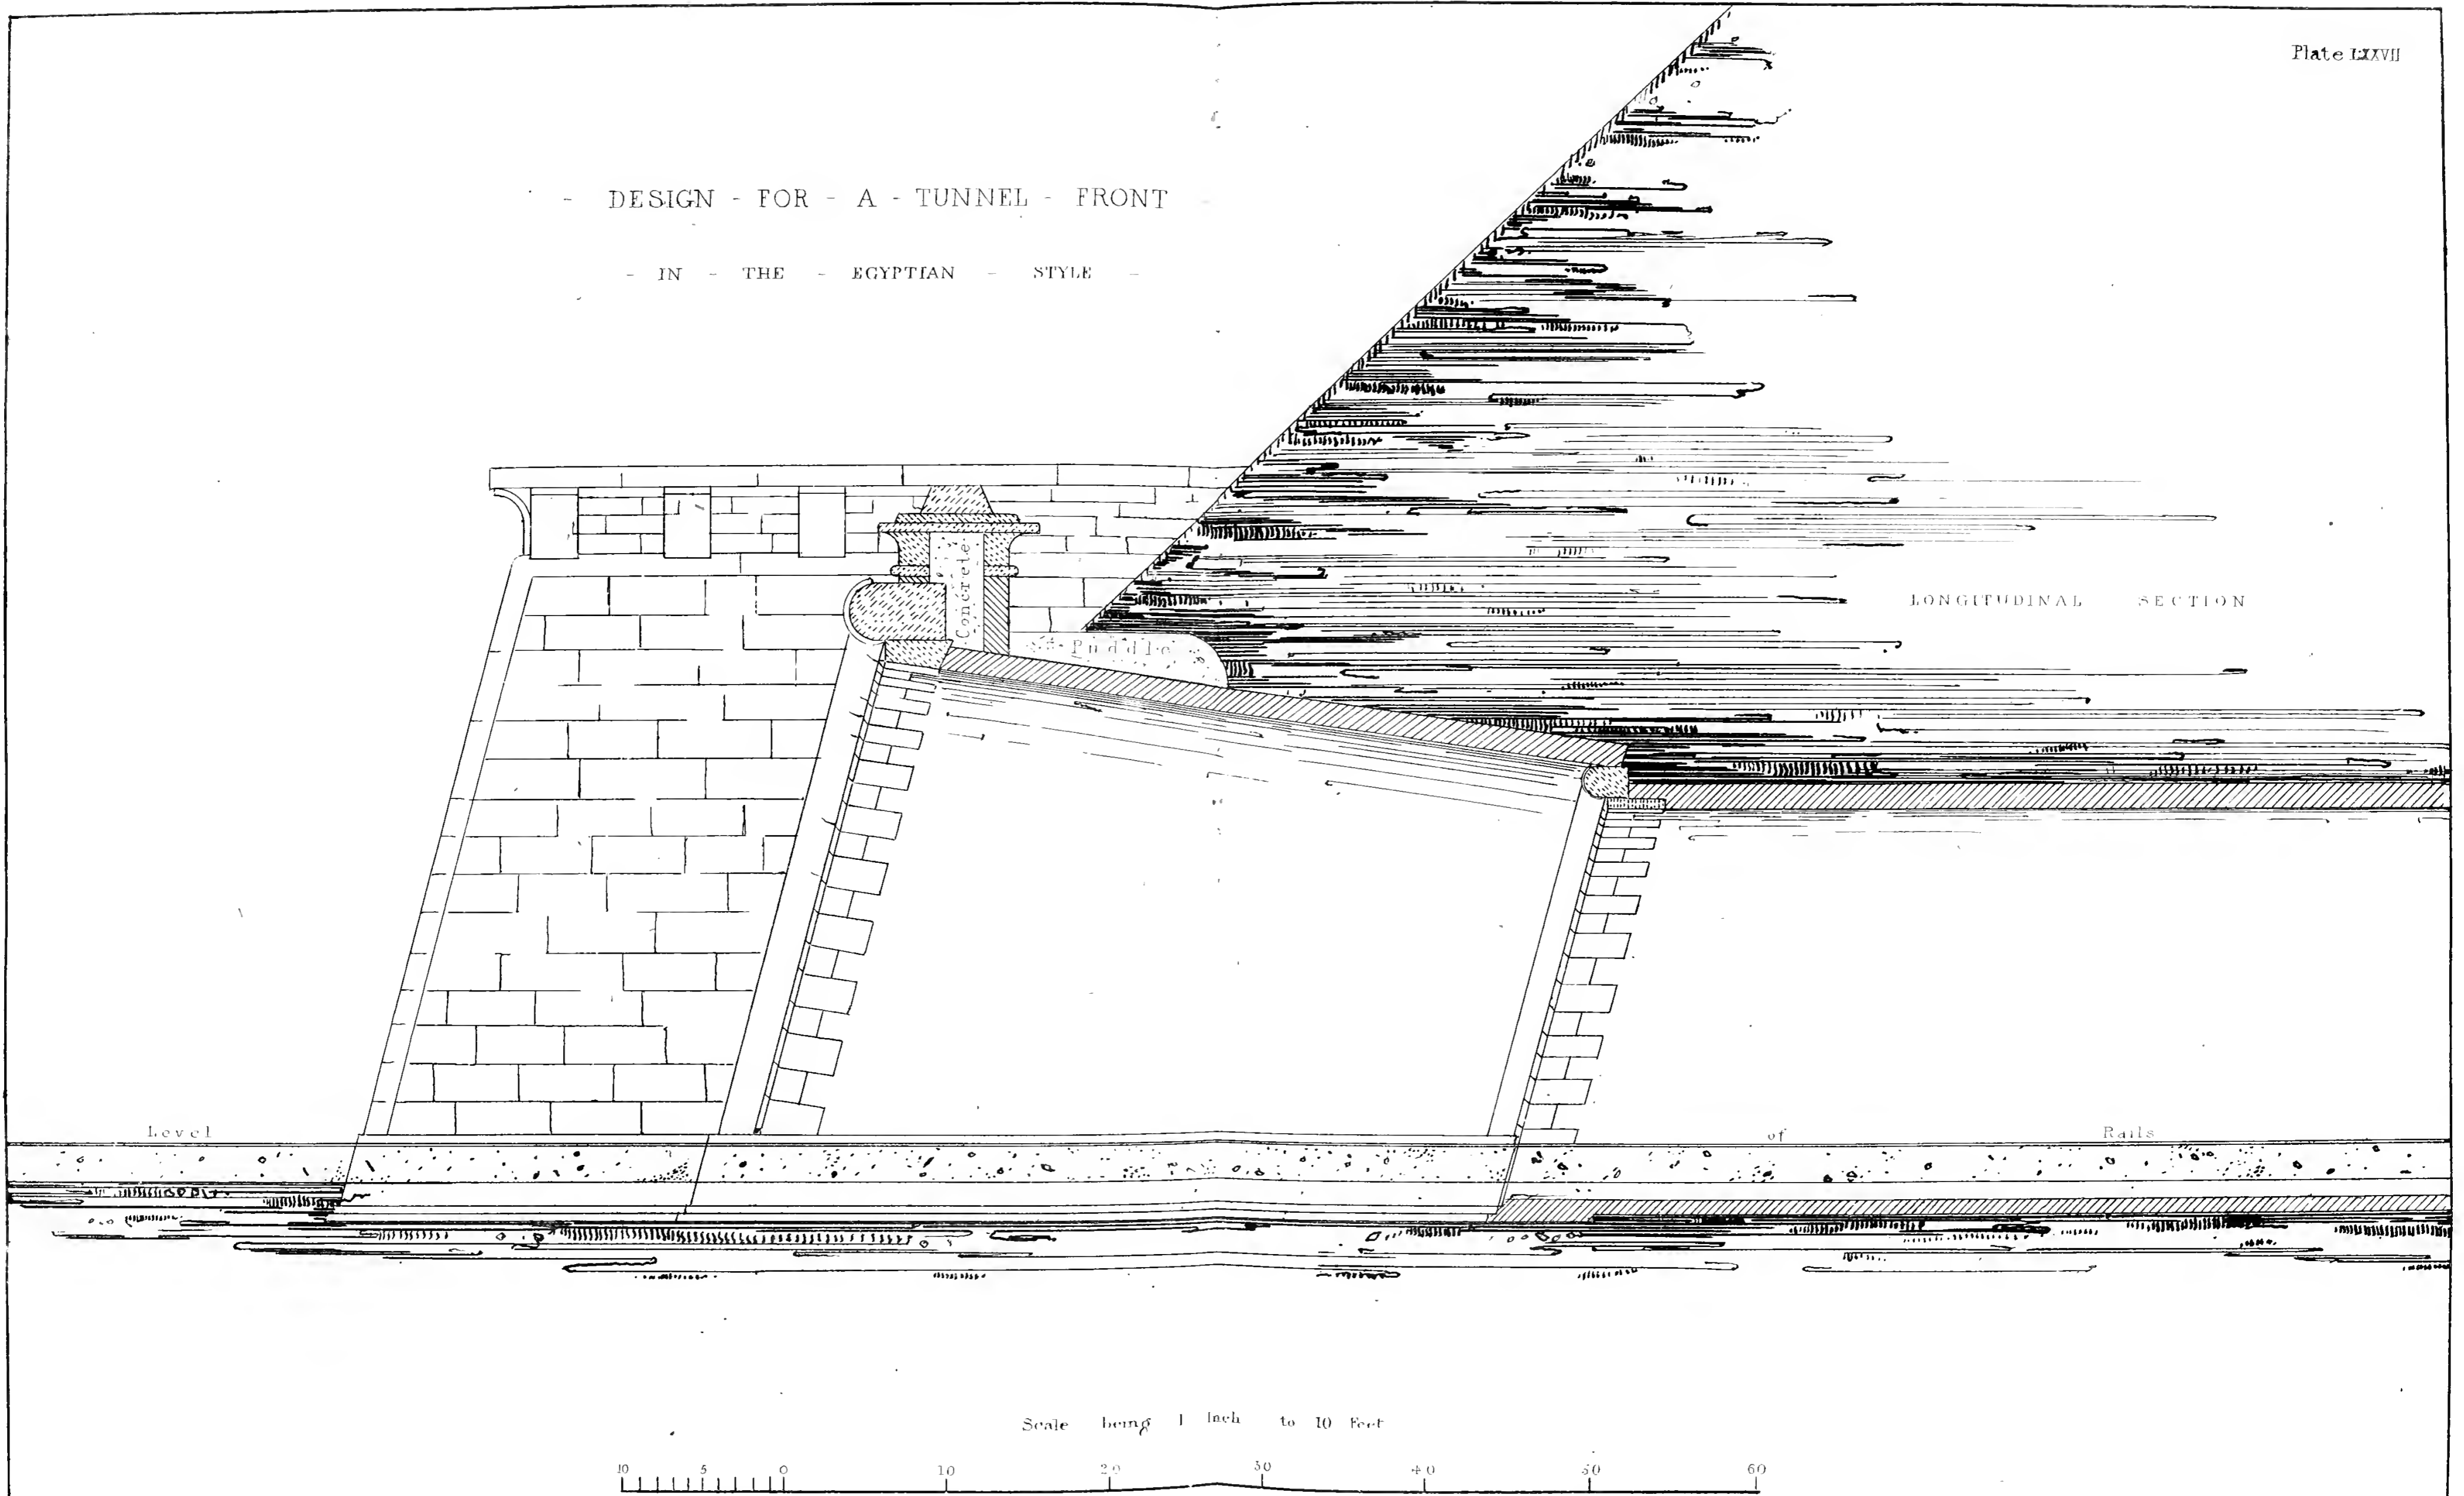 Plate LXXVII
- DESIGN - FOR - A - TUNNEL - FRONT
- IN - THE - EGYPTIAN - STYLE -
Concrete
LONGITUDINAL SECTION
Puddle
Level of Rails
Scale being 1 Inch to 10 Feet
10 5 0 10 20 30 40 50 60